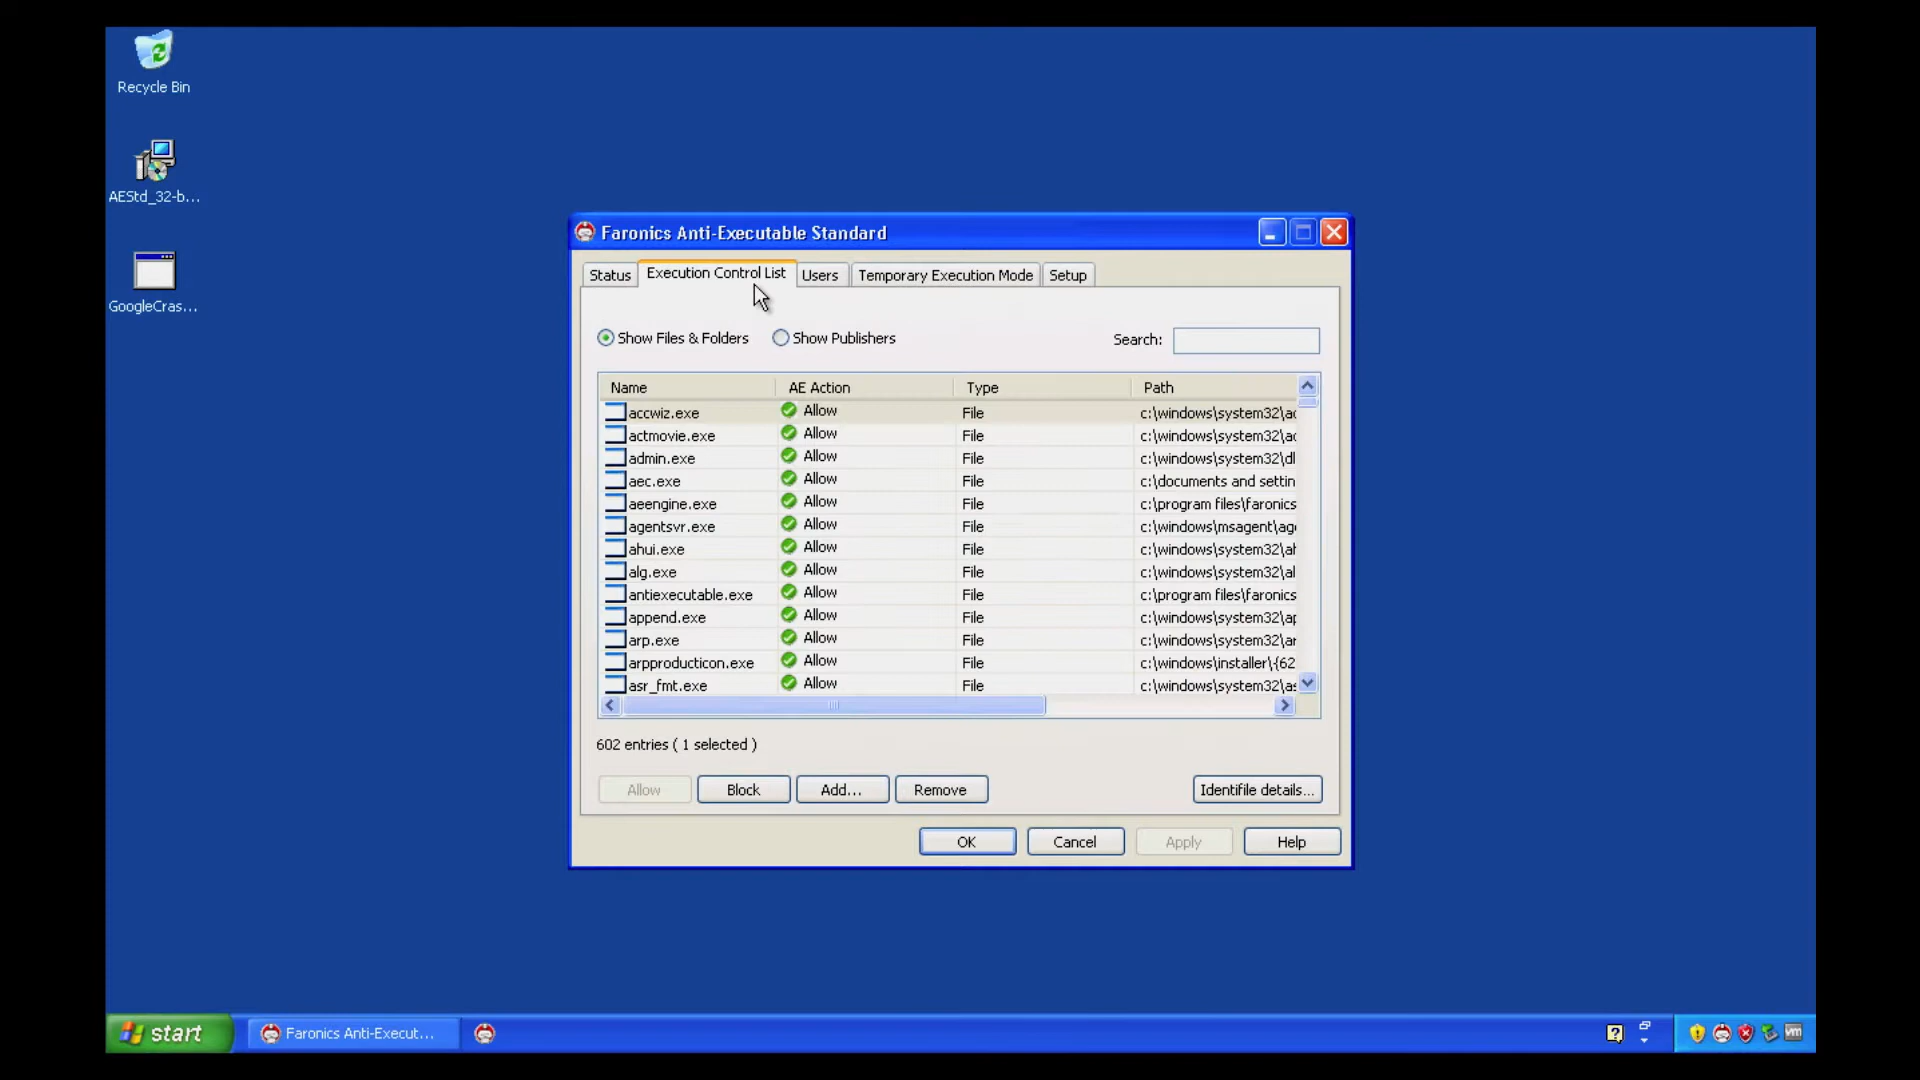 Recycle Bin
AEStd_32-b...
GoogleCras...
Faronics Anti-Executable Standard
Status
Execution Control List
Users
Temporary Execution Mode
Setup
Show Files & Folders
Show Publishers
Search:
Name AE Action Type Path
accwiz.exe Allow File c:\windows\system32\ac
actmovie.exe Allow File c:\windows\system32\ac
admin.exe Allow File c:\windows\system32\dl
aec.exe Allow File c:\documents and settin
aeengine.exe Allow File c:\program files\faronics
agentsvr.exe Allow File c:\windows\msagent\age
ahui.exe Allow File c:\windows\system32\ah
alg.exe Allow File c:\windows\system32\al
antiexecutable.exe Allow File c:\program files\faronics
append.exe Allow File c:\windows\system32\ap
arp.exe Allow File c:\windows\system32\ar
arpproducticon.exe Allow File c:\windows\installer\{62
asr_fmt.exe Allow File c:\windows\system32\as
602 entries ( 1 selected )
Allow
Block
Add...
Remove
Identifile details...
OK
Cancel
Apply
Help
start
Faronics Anti-Execut...
vm